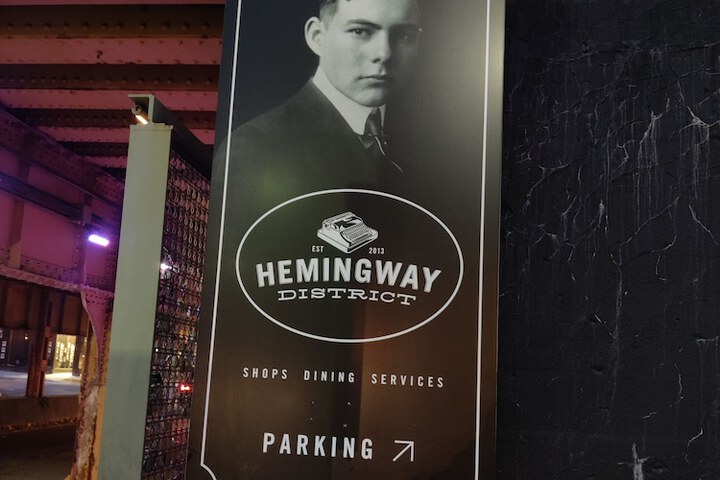 EST 2013
HEMINGWAY
DISTRICT
SHOPS DINING SERVICES
PARKING